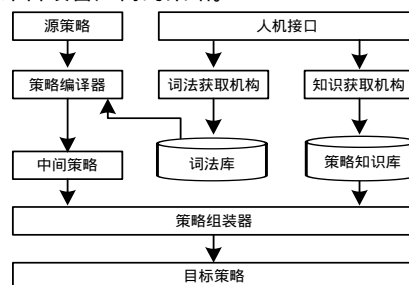 源策略
人机接口
策略编译器
词法获取机构
知识获取机构
中间策略
词法库
策略知识库
策略组装器
目标策略